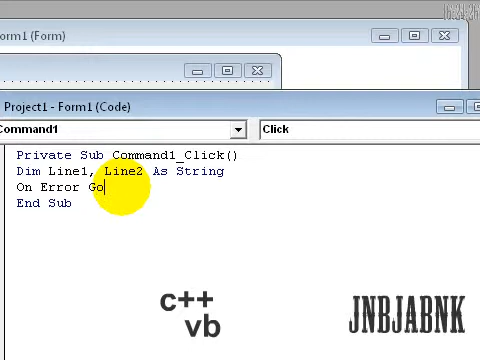 orm1 (Form)
Project1 - Form1 (Code)
Command1
Click
Private Sub Command1_Click()
Dim Line1, Line2 As String
On Error Go
End Sub
c++
vb
JNBJABNK